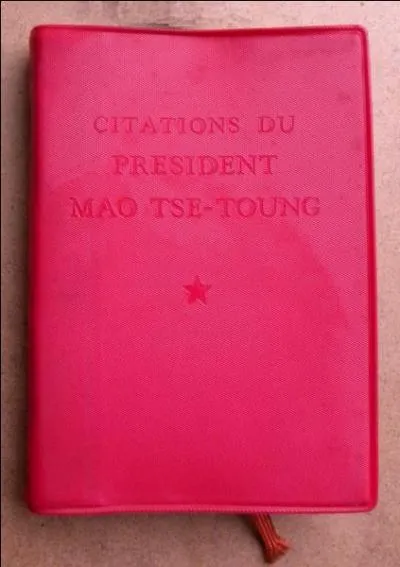 CITATIONS DU
PRESIDENT
MAO TSE-TOUNG